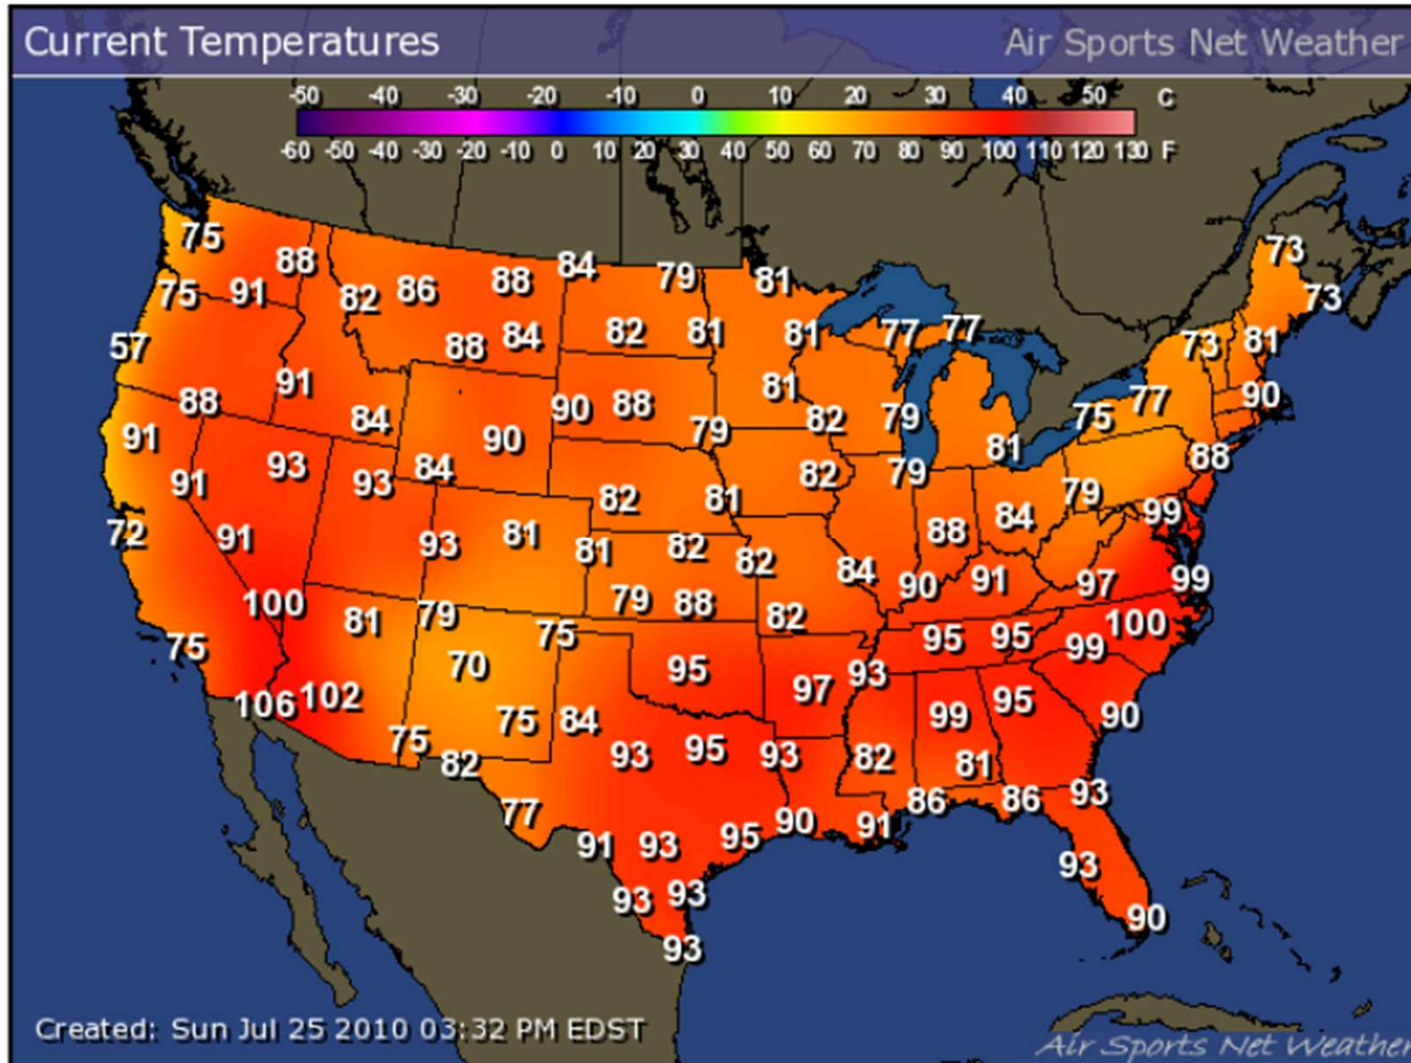 Current Temperatures Air Sports Net Weather
-50 -40 -30 -20 -10 0 10 20 30 40 50 C
-60 -50 -40 -30 -20 -10 0 10 20 30 40 50 60 70 80 90 100 110 120 130 F
75 88 84 79 81 73
75 91 82 86 88 73
57 88 84 82 81 81 77 77 73 81
88 91 84 90 88 81 82 79 75 77 90
91 93 84 90 79 81 88
91 93 82 81 82 79 79
72 91 93 81 81 82 82 84 88 84 99
100 81 79 79 88 82 90 91 97 99
75 70 75 95 97 93 95 95 99 100
106 102 75 84 99 95 90
75 82 93 95 93 82 81
77 91 93 95 90 91 86 86 93
93 93 93
93 90
Created: Sun Jul 25 2010 03:32 PM EDST
Air Sports Net Weather